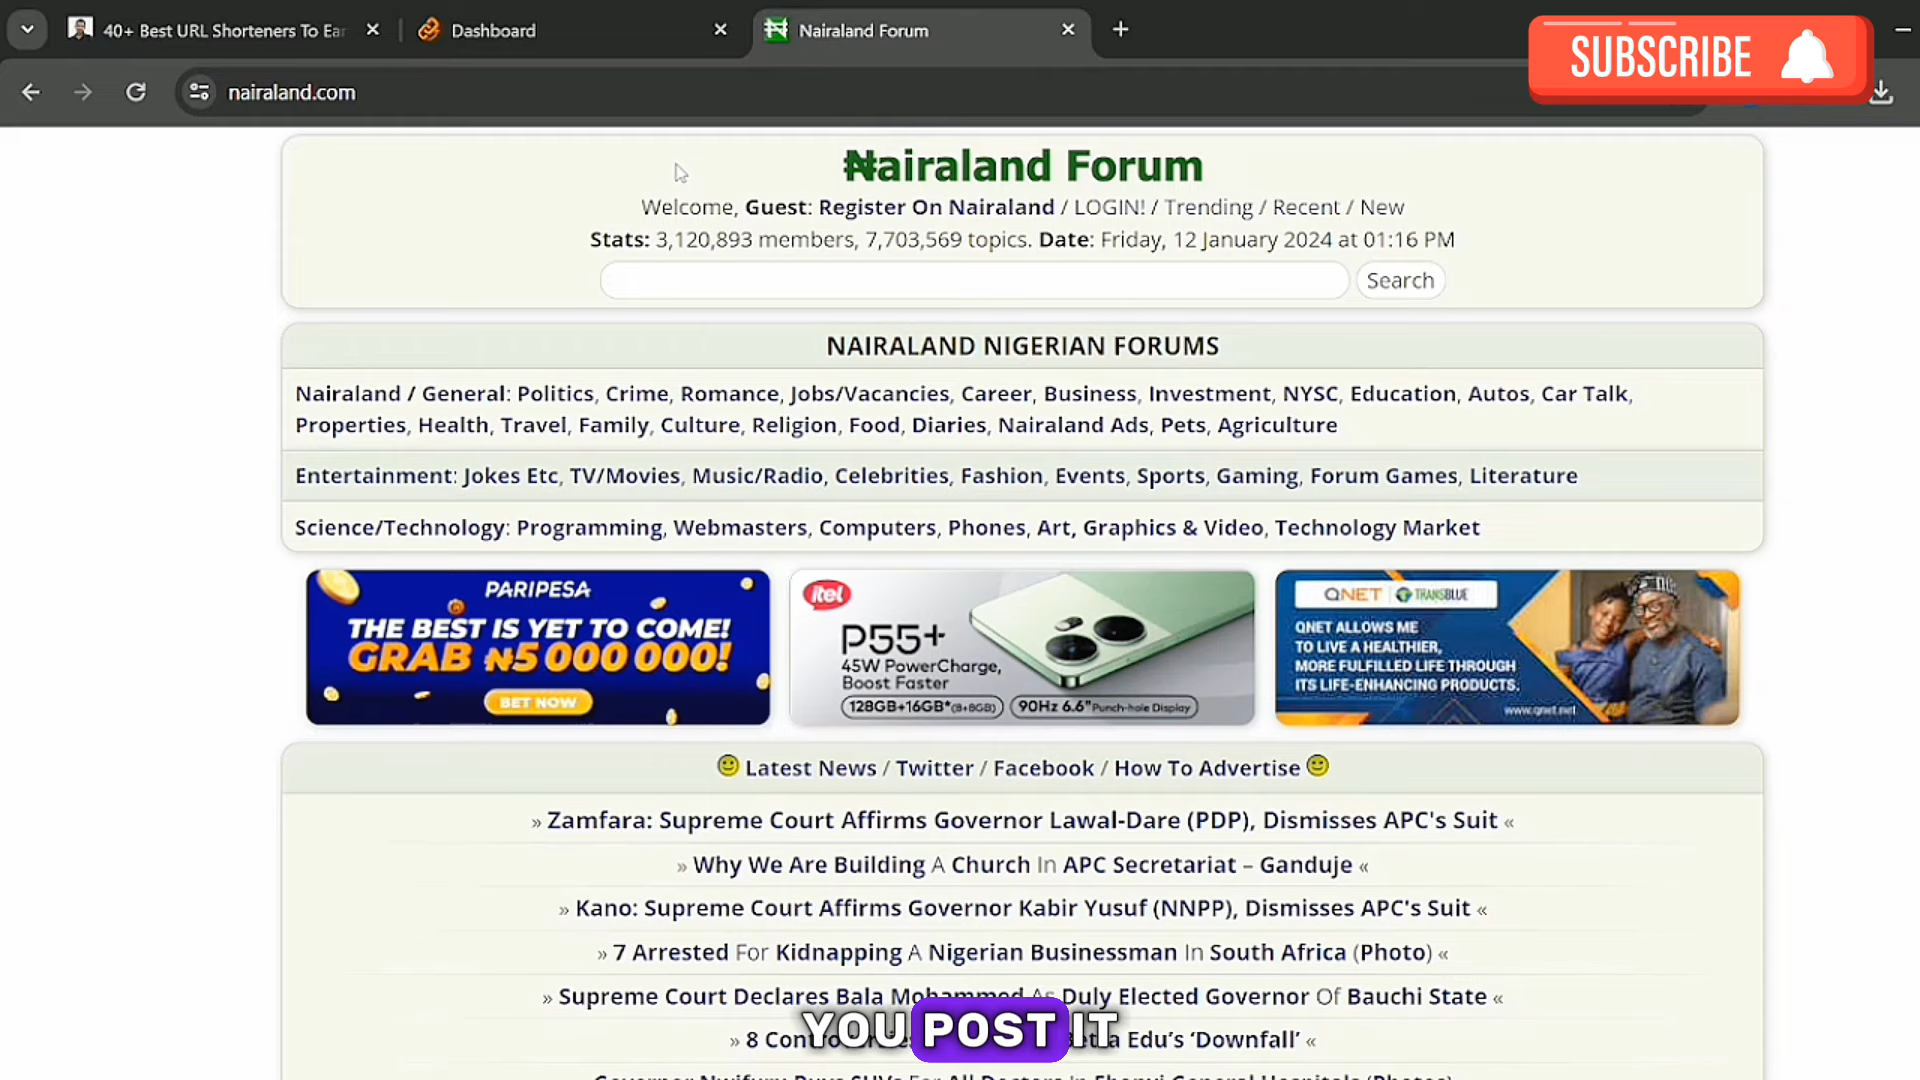 40+ Best URL Shorteners To Ear
Dashboard
Nairaland Forum
SUBSCRIBE
nairaland.com
₦airaland Forum
Welcome, Guest: Register On Nairaland / LOGIN! / Trending / Recent / New
Stats: 3,120,893 members, 7,703,569 topics. Date: Friday, 12 January 2024 at 01:16 PM
Search
NAIRALAND NIGERIAN FORUMS
Nairaland / General: Politics, Crime, Romance, Jobs/Vacancies, Career, Business, Investment, NYSC, Education, Autos, Car Talk,
Properties, Health, Travel, Family, Culture, Religion, Food, Diaries, Nairaland Ads, Pets, Agriculture
Entertainment: Jokes Etc, TV/Movies, Music/Radio, Celebrities, Fashion, Events, Sports, Gaming, Forum Games, Literature
Science/Technology: Programming, Webmasters, Computers, Phones, Art, Graphics & Video, Technology Market
PARIPESA
THE BEST IS YET TO COME!
GRAB ₦5 000 000!
BET NOW
itel
P55+
45W PowerCharge,
Boost Faster
128GB+16GB*(8+8GB)
90Hz 6.6" Punch-hole Display
QNET TRANSBLUE
QNET ALLOWS ME
TO LIVE A HEALTHIER,
MORE FULFILLED LIFE THROUGH
ITS LIFE-ENHANCING PRODUCTS.
www.qnet.net
Latest News / Twitter / Facebook / How To Advertise
» Zamfara: Supreme Court Affirms Governor Lawal-Dare (PDP), Dismisses APC's Suit «
» Why We Are Building A Church In APC Secretariat – Ganduje «
» Kano: Supreme Court Affirms Governor Kabir Yusuf (NNPP), Dismisses APC's Suit «
» 7 Arrested For Kidnapping A Nigerian Businessman In South Africa (Photo) «
» Supreme Court Declares Bala Mohammed As Duly Elected Governor Of Bauchi State «
» 8 Edu's 'Downfall' «
YOU POST IT